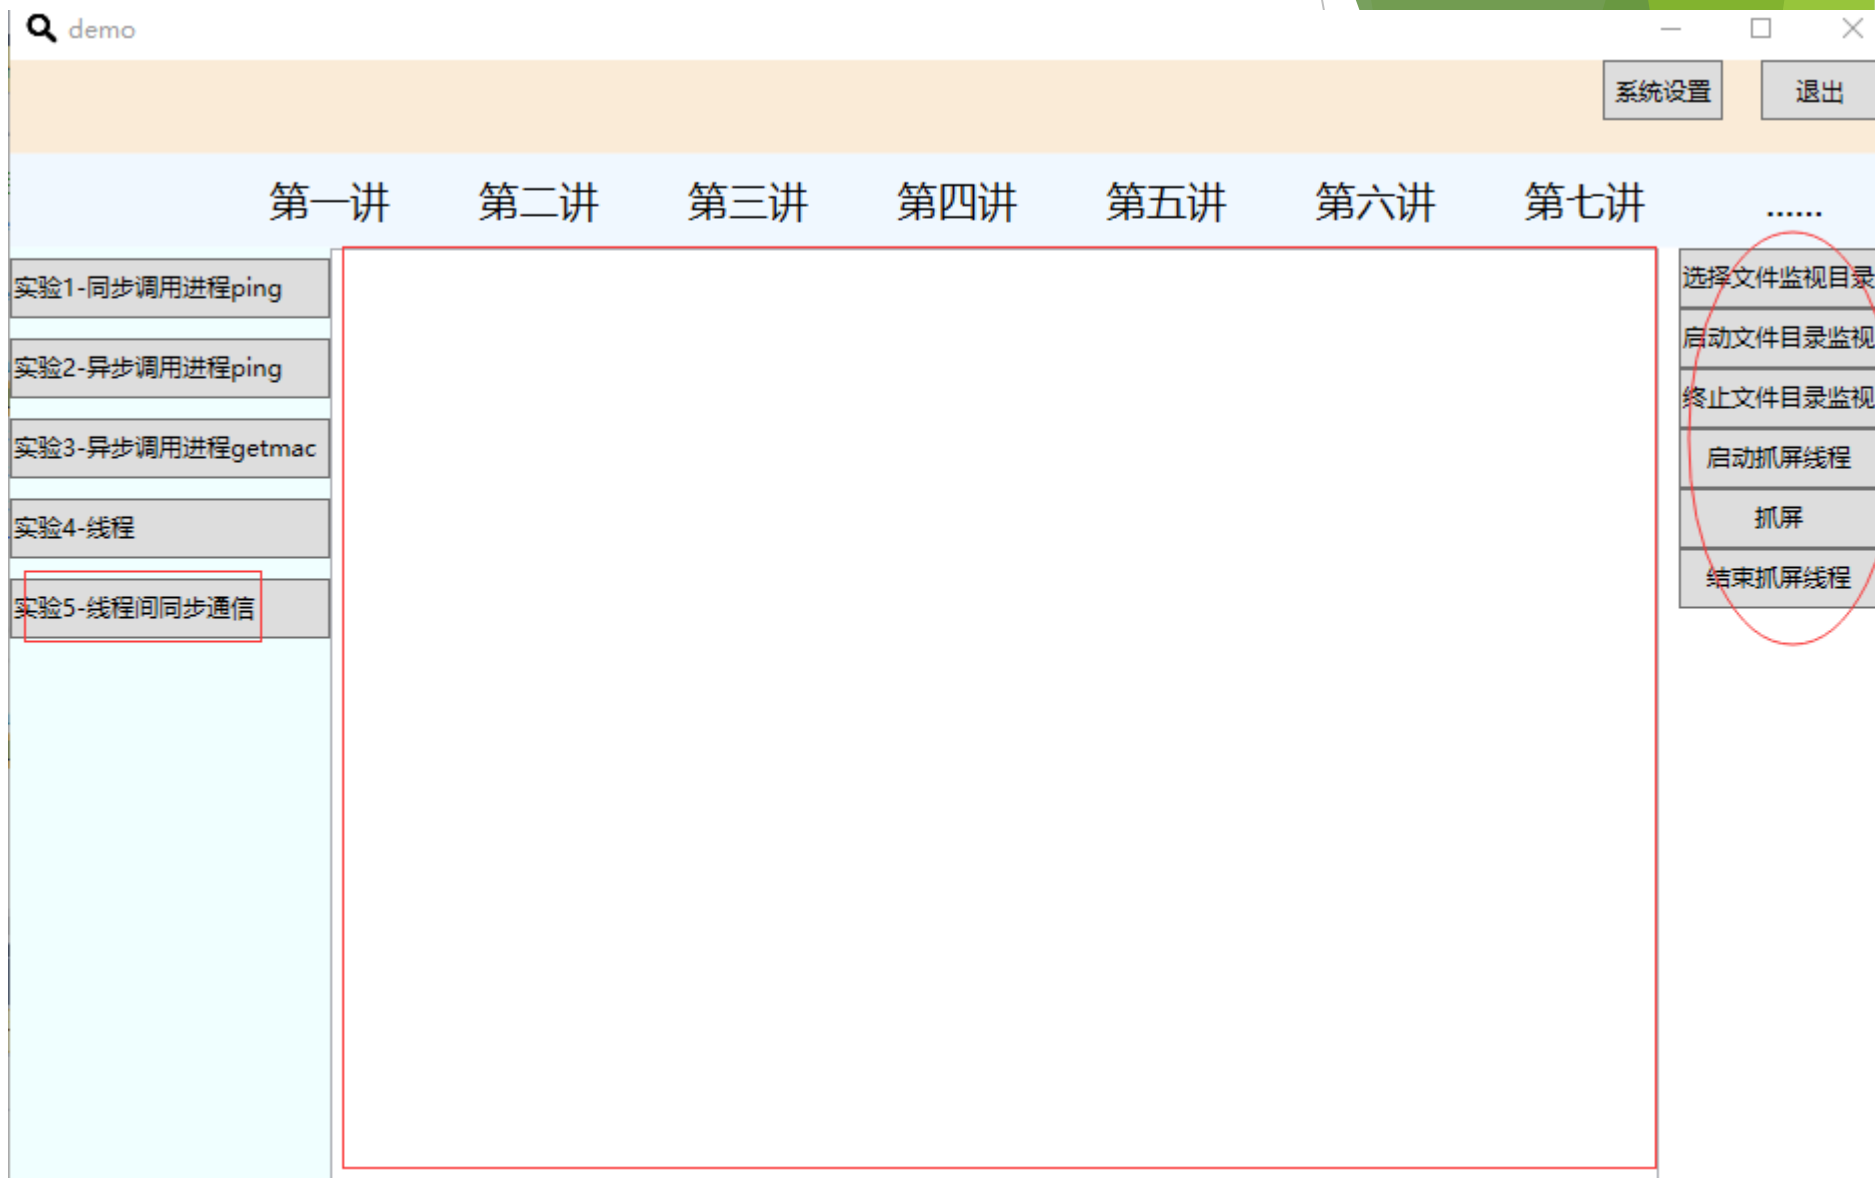 demo
系统设置
退出
第一讲 第二讲 第三讲 第四讲 第五讲 第六讲 第七讲 ......
实验1-同步调用进程ping
实验2-异步调用进程ping
实验3-异步调用进程getmac
实验4-线程
实验5-线程间同步通信
选择文件监视目录
启动文件目录监视
终止文件目录监视
启动抓屏线程
抓屏
结束抓屏线程